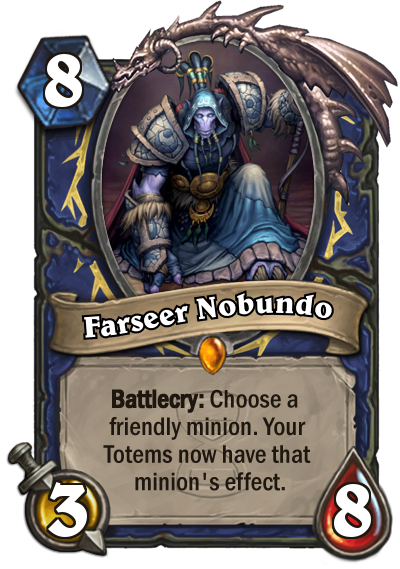 8
Farseer Nobundo
Battlecry: Choose a
friendly minion. Your
Totems now have that
minion's effect.
3
8